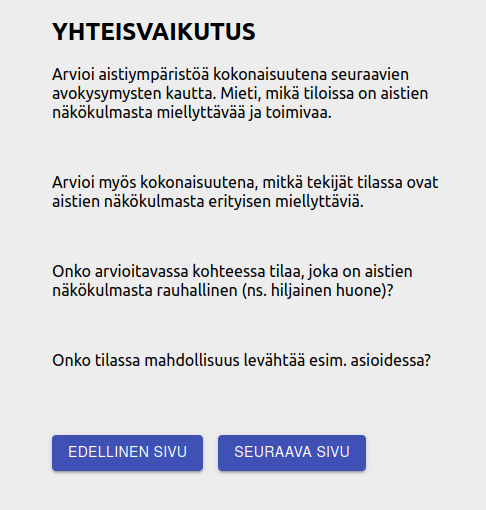 YHTEISVAIKUTUS
Arvioi aistiympäristöä kokonaisuutena seuraavien
avokysymysten kautta. Mieti, mikä tiloissa on aistien
näkökulmasta miellyttävää ja toimivaa.
Arvioi myös kokonaisuutena, mitkä tekijät tilassa ovat
aistien näkökulmasta erityisen miellyttäviä.
Onko arvioitavassa kohteessa tilaa, joka on aistien
näkökulmasta rauhallinen (ns. hiljainen huone)?
Onko tilassa mahdollisuus levähtää esim. asioidessa?
EDELLINEN SIVU SEURAAVA SIVU